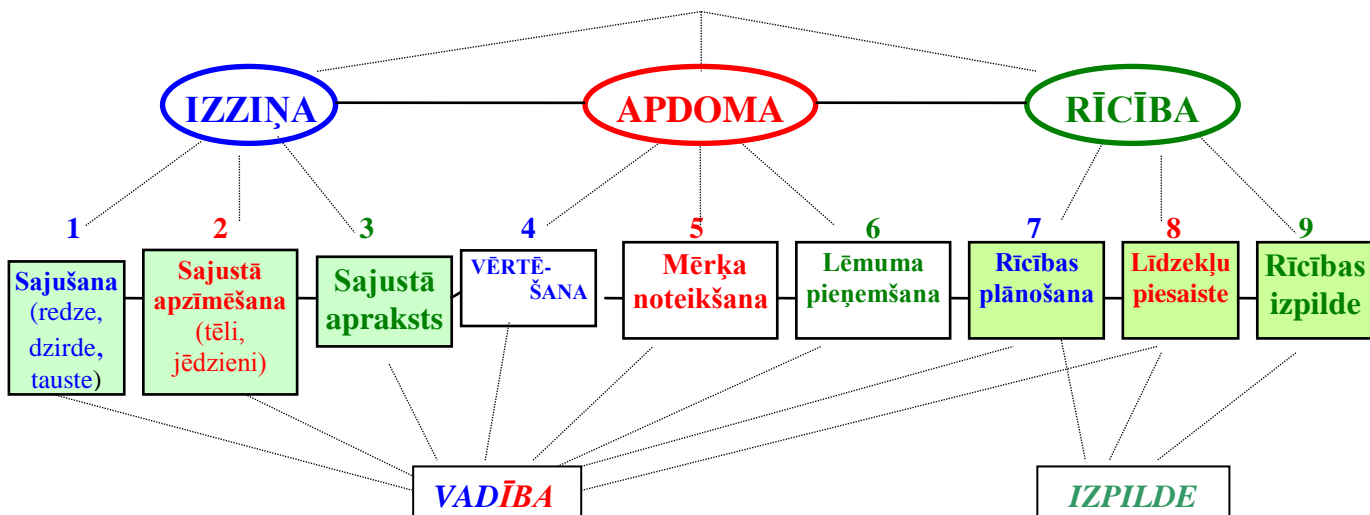 IZZIŅA
APDOMA
RĪCĪBA
1
2
3
4
5
6
7
8
9
Sajušana
(redze,
dzirde,
tauste)
Sajustā
apzīmēšana
(tēli,
jēdzieni)
Sajustā
apraksts
VĒRTĒ-
ŠANA
Mērķa
noteikšana
Lēmuma
pieņemšana
Rīcības
plānošana
Līdzekļu
piesaiste
Rīcības
izpilde
VADĪBA
IZPILDE